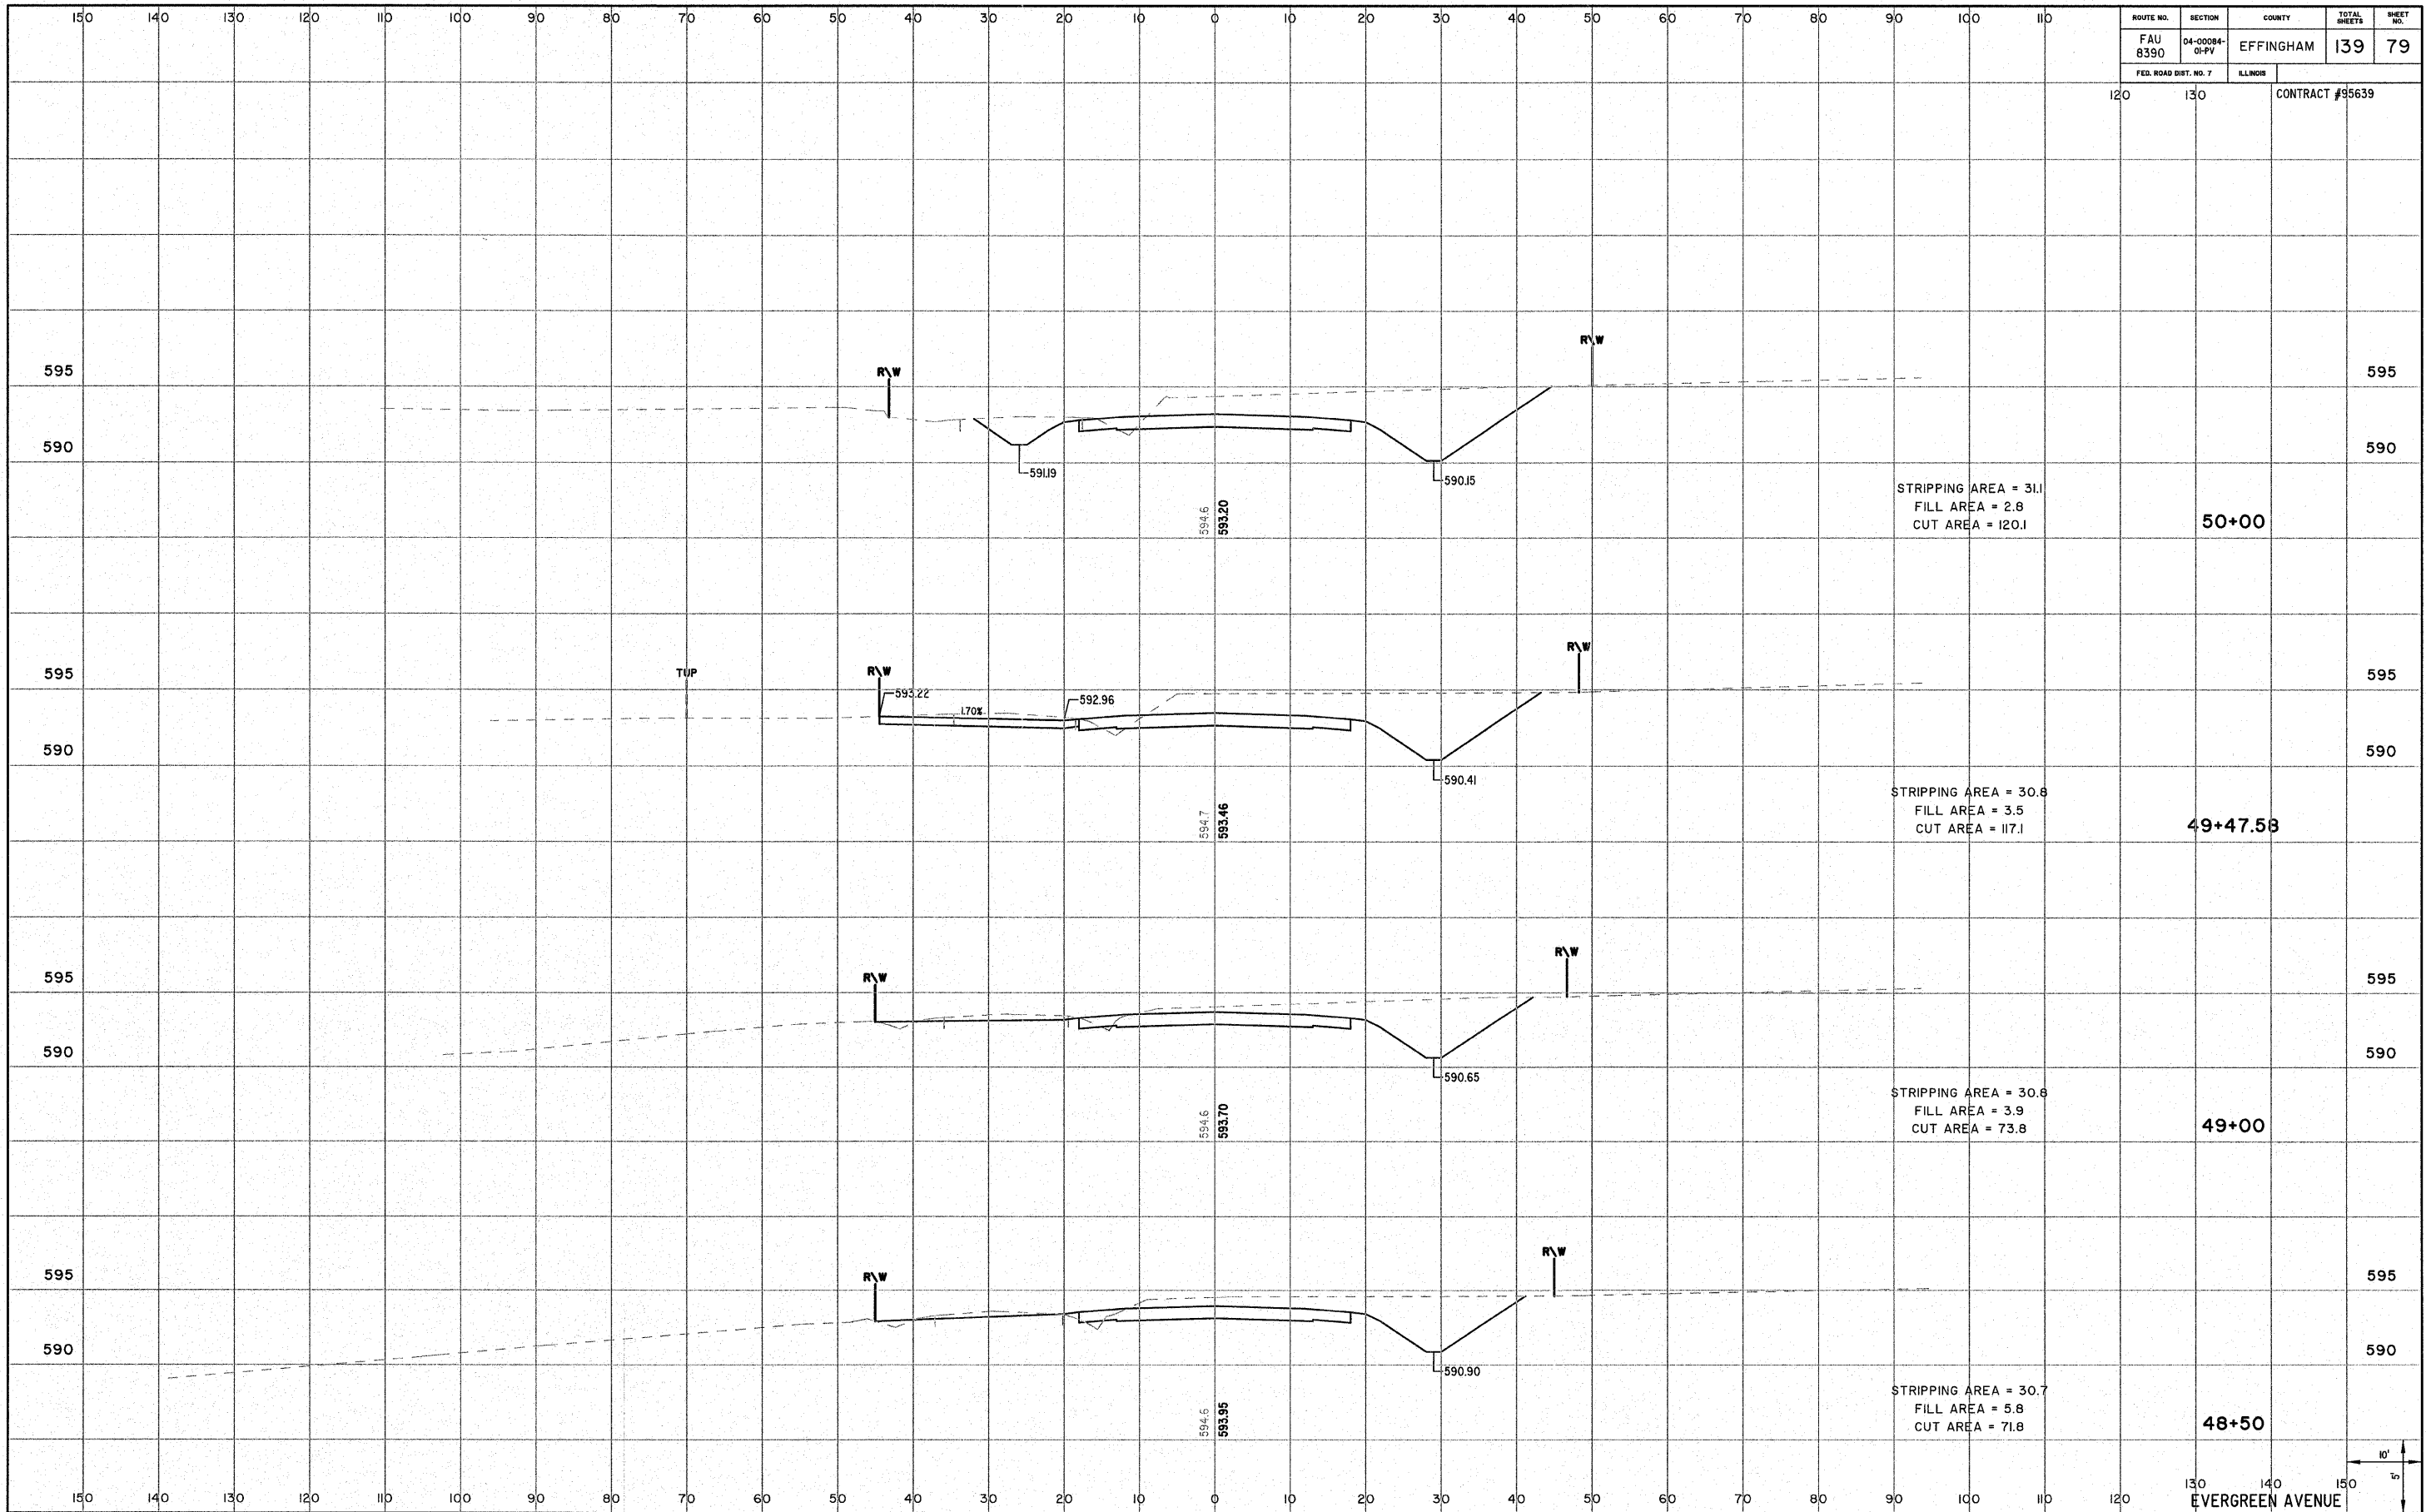 150 140 130 120 110 100 90 80 70 60 50 40 30 20 10 0 10 20 30 40 50 60 70 80 90 100 110
ROUTE NO. SECTION COUNTY TOTAL SHEETS SHEET NO.
FAU 8390 04-00084-01-PV EFFINGHAM 139 79
FED. ROAD DIST. NO. 7 ILLINOIS
120 130 CONTRACT #95639
R\W
595 R\W 595
590 590
591.19 590.15
594.6 593.20
STRIPPING AREA = 31.1
FILL AREA = 2.8
CUT AREA = 120.1
50+00
R\W
595 TUP R\W 595
593.22 592.96
1.70%
590 590
590.41
594.7 593.46
STRIPPING AREA = 30.8
FILL AREA = 3.5
CUT AREA = 117.1
49+47.58
R\W
595 R\W 595
590 590
590.65
594.6 593.70
STRIPPING AREA = 30.8
FILL AREA = 3.9
CUT AREA = 73.8
49+00
R\W
595 R\W 595
590 590
590.90
594.6 593.95
STRIPPING AREA = 30.7
FILL AREA = 5.8
CUT AREA = 71.8
48+50
10'
5'
150 140 130 120 110 100 90 80 70 60 50 40 30 20 10 0 10 20 30 40 50 60 70 80 90 100 110 120 130 140 150
EVERGREEN AVENUE